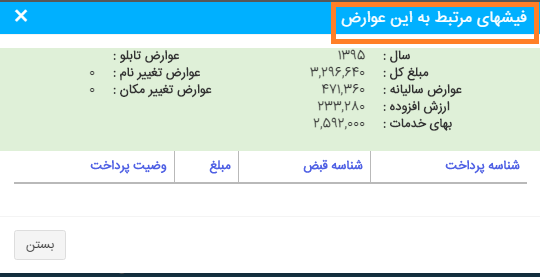 فیشهای مرتبط به این عوارض ×
سال : ۱۳۹۵ عوارض تابلو :
مبلغ کل : ۳,۲۹۶,۶۴۰ عوارض تغییر نام : ۰
عوارض سالیانه : ۴۷۱,۳۶۰ عوارض تغییر مکان : ۰
ارزش افزوده : ۲۳۳,۲۸۰
بهای خدمات : ۲,۵۹۲,۰۰۰
شناسه پرداخت شناسه قبض مبلغ وضیت پرداخت
بستن